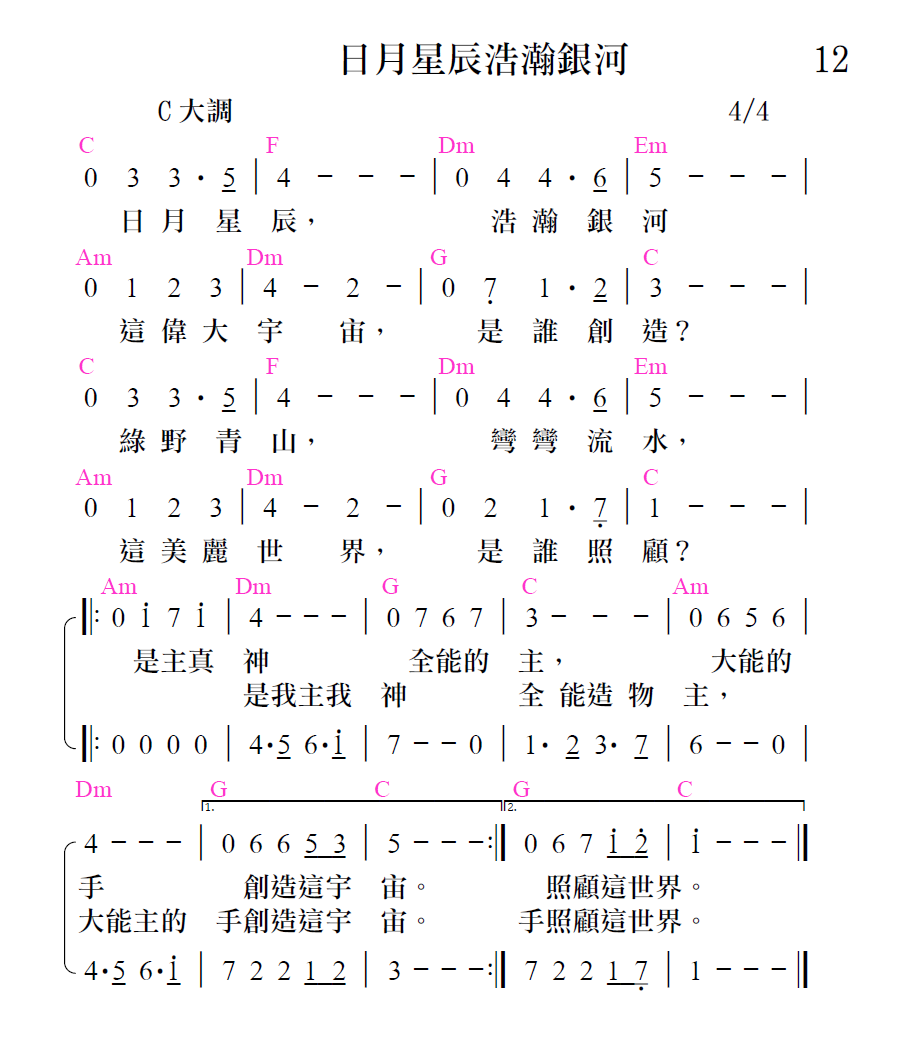 日月星辰浩瀚銀河 12
C 大調 4/4
C F Dm Em
0 3 3 · 5 | 4 － － － | 0 4 4 · 6 | 5 － － － |
日 月 星 辰， 浩 瀚 銀 河
Am Dm G C
0 1 2 3 | 4 － 2 － | 0 7̣ 1 · 2 | 3 － － － |
這 偉 大 宇 宙， 是 誰 創 造？
C F Dm Em
0 3 3 · 5 | 4 － － － | 0 4 4 · 6 | 5 － － － |
綠 野 青 山， 彎 彎 流 水，
Am Dm G C
0 1 2 3 | 4 － 2 － | 0 2 1 · 7̣ | 1 － － － |
這 美 麗 世 界， 是 誰 照 顧？
Am Dm G C Am
‖: 0 1̇ 7 1̇ | 4 － － － | 0 7 6 7 | 3 － － － | 0 6 5 6 |
是主真 神 全能的 主， 大能的
是我主我 神 全 能造 物 主，
‖: 0 0 0 0 | 4·5 6·1̇ | 7 － － 0 | 1· 2 3· 7 | 6 － － 0 |
Dm G C G C
1. 2.
4 － － － | 0 6 6 5 3 | 5 － － － :‖ 0 6 7 1̇ 2̇ | 1̇ － － － ‖
手 創造這宇 宙。 照顧這世界。
大能主的 手創造這宇 宙。 手照顧這世界。
4·5 6·1̇ | 7 2 2 1 2 | 3 － － － :‖ 7 2 2 1 7̣ | 1 － － － ‖